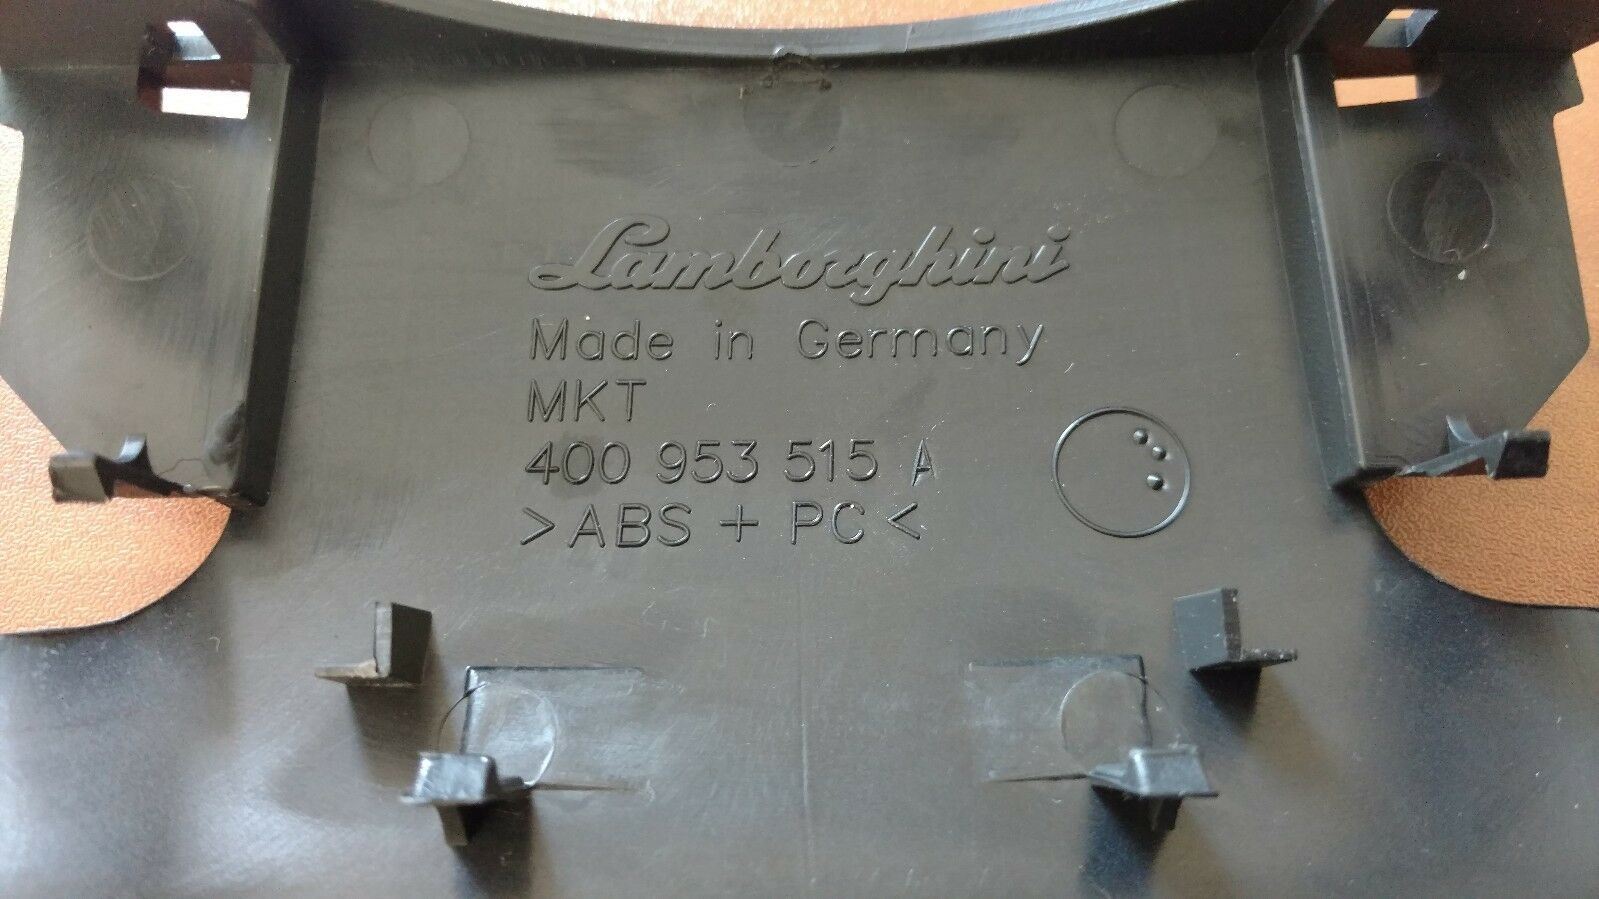 Lamborghini
Made in Germany
MKT
400 953 515 A
>ABS + PC<